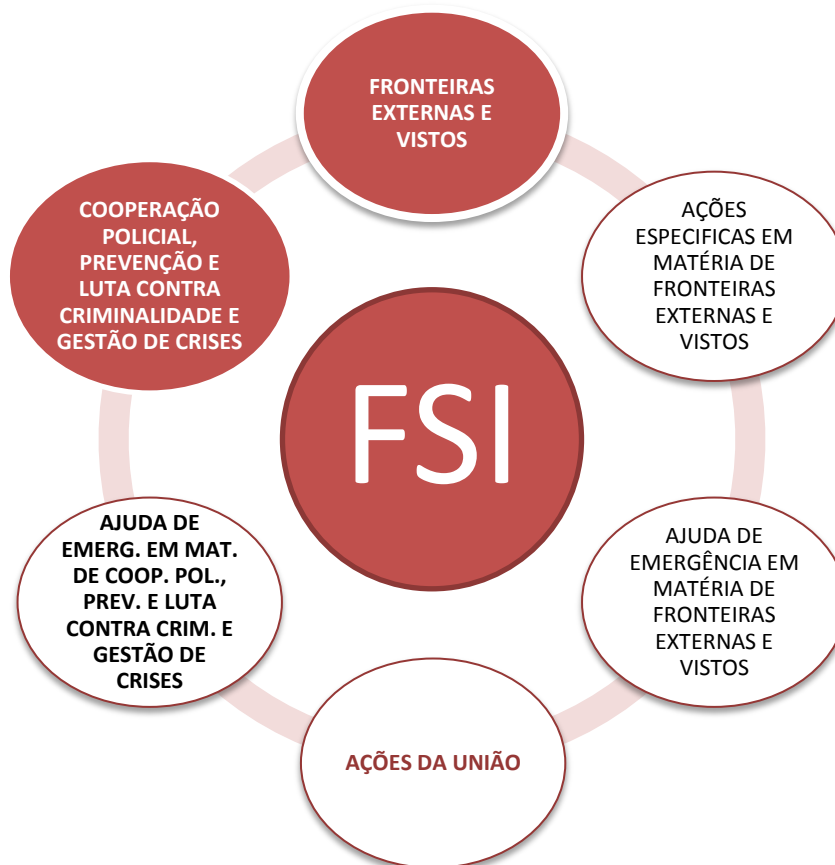 FRONTEIRAS
EXTERNAS E
VISTOS
AÇÕES
ESPECIFICAS EM
MATÉRIA DE
FRONTEIRAS
EXTERNAS E
VISTOS
AJUDA DE
EMERGÊNCIA EM
MATÉRIA DE
FRONTEIRAS
EXTERNAS E
VISTOS
AÇÕES DA UNIÃO
AJUDA DE
EMERG. EM MAT.
DE COOP. POL.,
PREV. E LUTA
CONTRA CRIM. E
GESTÃO DE
CRISES
COOPERAÇÃO
POLICIAL,
PREVENÇÃO E
LUTA CONTRA
CRIMINALIDADE E
GESTÃO DE CRISES
FSI